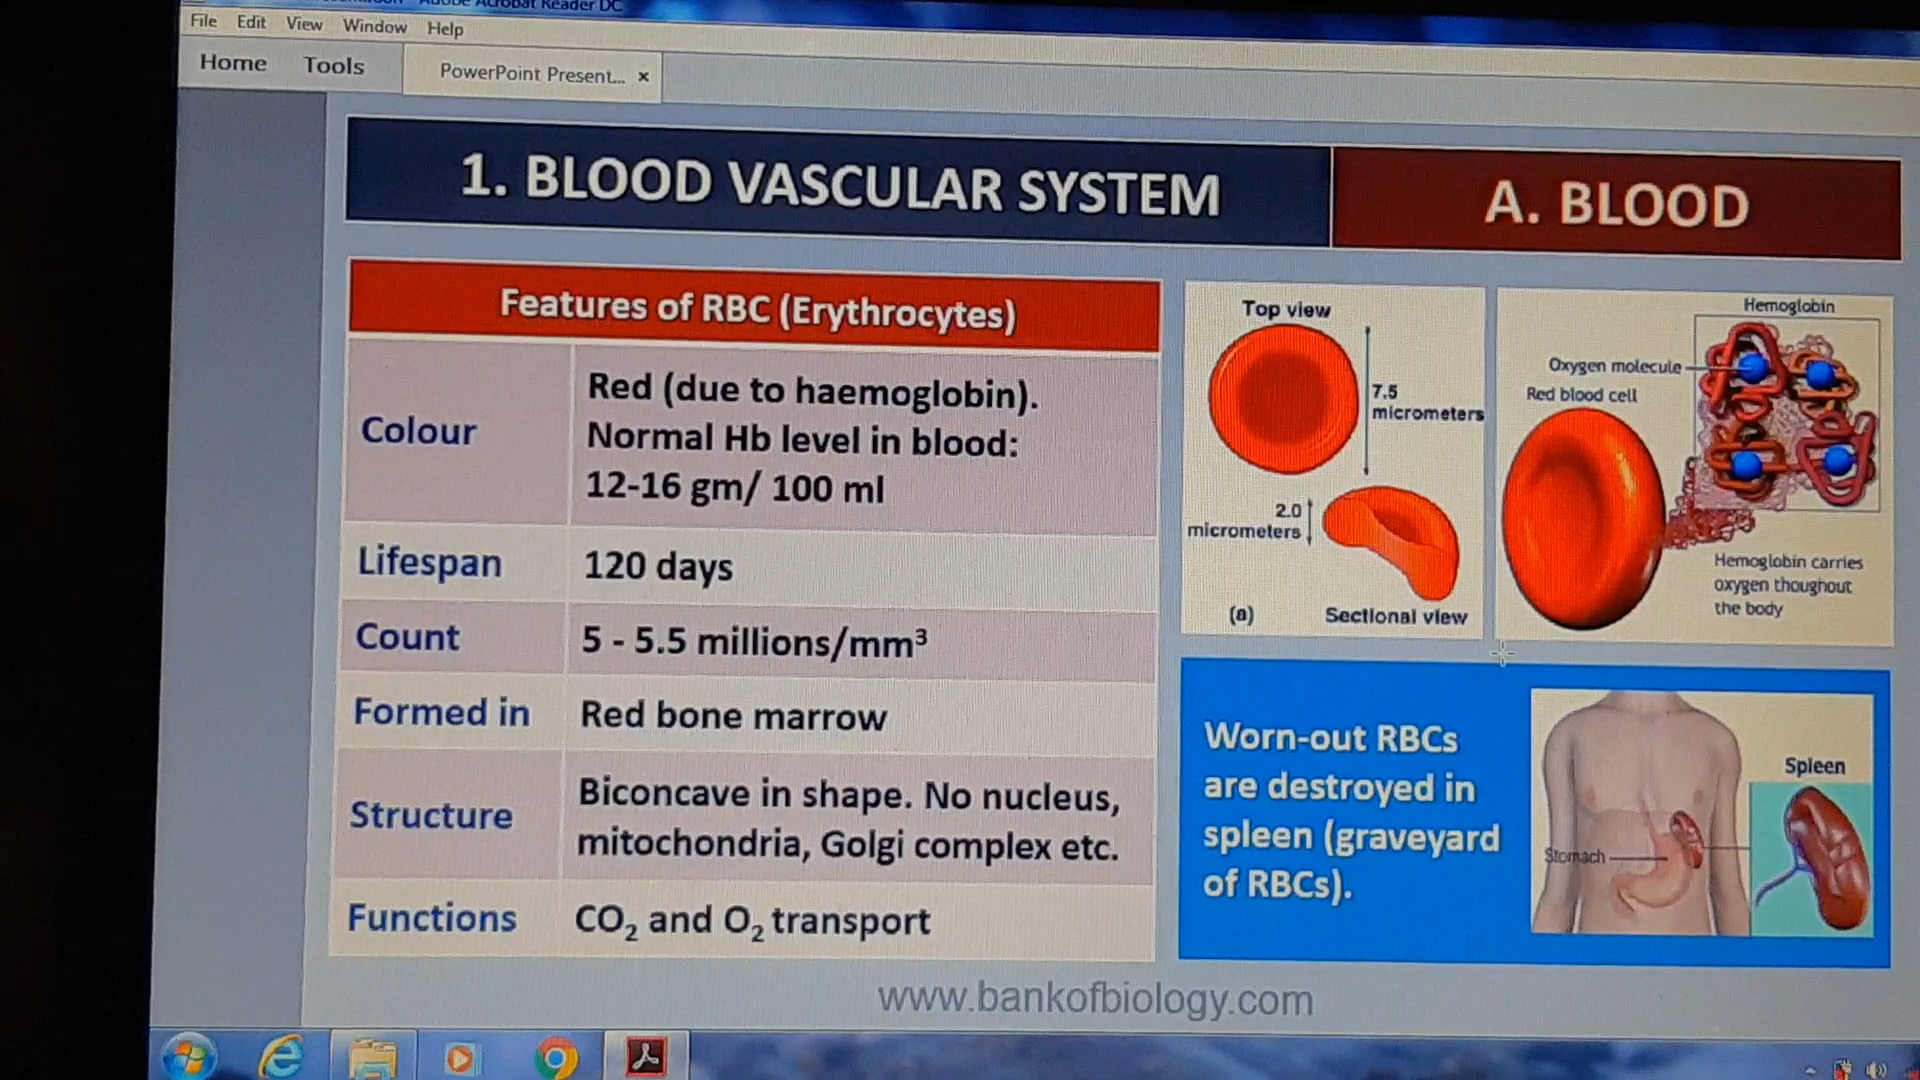 Adobe Acrobat Reader DC
File Edit View Window Help
Home Tools PowerPoint Present... ×
1. BLOOD VASCULAR SYSTEM
A. BLOOD
Features of RBC (Erythrocytes)
Colour
Red (due to haemoglobin).
Normal Hb level in blood:
12-16 gm/ 100 ml
Lifespan
120 days
Count
5 - 5.5 millions/mm³
Formed in
Red bone marrow
Structure
Biconcave in shape. No nucleus,
mitochondria, Golgi complex etc.
Functions
CO₂ and O₂ transport
Top view
7.5
micrometers
2.0
micrometers
(a)
Sectional view
Hemoglobin
Oxygen molecule
Red blood cell
Hemoglobin carries
oxygen thoughout
the body
Worn-out RBCs
are destroyed in
spleen (graveyard
of RBCs).
Spleen
Stomach
www.bankofbiology.com